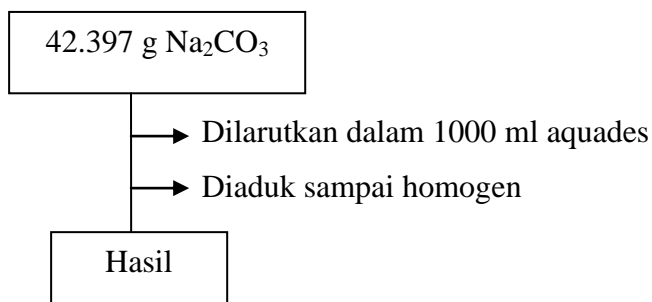 42.397 g Na₂CO₃
Dilarutkan dalam 1000 ml aquades
Diaduk sampai homogen
Hasil